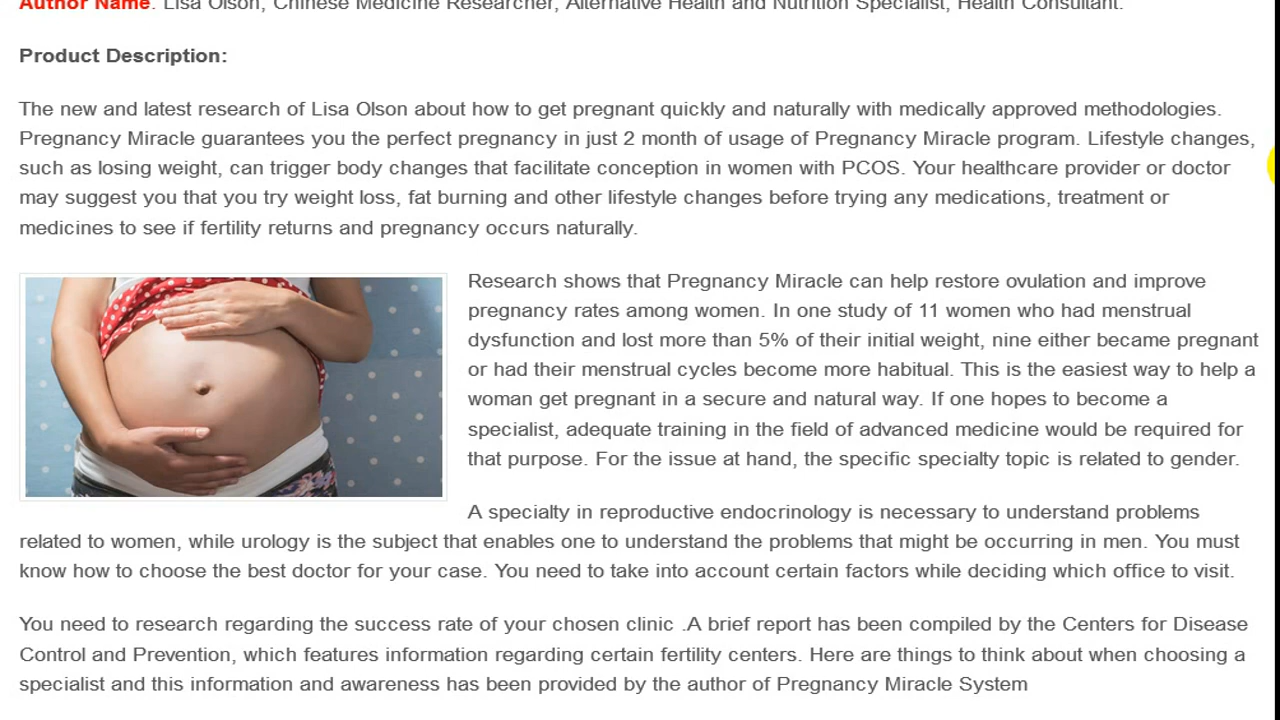 Author Name: Lisa Olson, Chinese Medicine Researcher, Alternative Health and Nutrition Specialist, Health Consultant.
Product Description:
The new and latest research of Lisa Olson about how to get pregnant quickly and naturally with medically approved methodologies.
Pregnancy Miracle guarantees you the perfect pregnancy in just 2 month of usage of Pregnancy Miracle program. Lifestyle changes,
such as losing weight, can trigger body changes that facilitate conception in women with PCOS. Your healthcare provider or doctor
may suggest you that you try weight loss, fat burning and other lifestyle changes before trying any medications, treatment or
medicines to see if fertility returns and pregnancy occurs naturally.
Research shows that Pregnancy Miracle can help restore ovulation and improve
pregnancy rates among women. In one study of 11 women who had menstrual
dysfunction and lost more than 5% of their initial weight, nine either became pregnant
or had their menstrual cycles become more habitual. This is the easiest way to help a
woman get pregnant in a secure and natural way. If one hopes to become a
specialist, adequate training in the field of advanced medicine would be required for
that purpose. For the issue at hand, the specific specialty topic is related to gender.
A specialty in reproductive endocrinology is necessary to understand problems
related to women, while urology is the subject that enables one to understand the problems that might be occurring in men. You must
know how to choose the best doctor for your case. You need to take into account certain factors while deciding which office to visit.
You need to research regarding the success rate of your chosen clinic .A brief report has been compiled by the Centers for Disease
Control and Prevention, which features information regarding certain fertility centers. Here are things to think about when choosing a
specialist and this information and awareness has been provided by the author of Pregnancy Miracle System